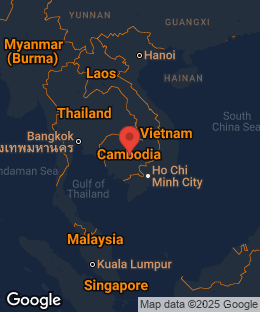 YUNNAN
GUANGXI
Myanmar
(Burma)
Hanoi
Laos
HAINAN
Thailand
South
China Sea
Vietnam
Bangkok
งเทพมหานคร
Cambodia
Ho Chi
Minh City
ndaman Sea
Gulf of
Thailand
Malaysia
Kuala Lumpur
Singapore
Google
Map data ©2025 Google